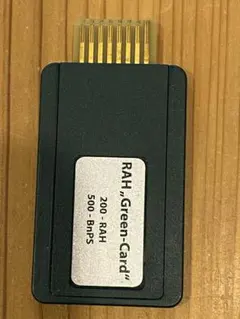 RAH „Green-Card“
200 - RAH
500 - BnPS